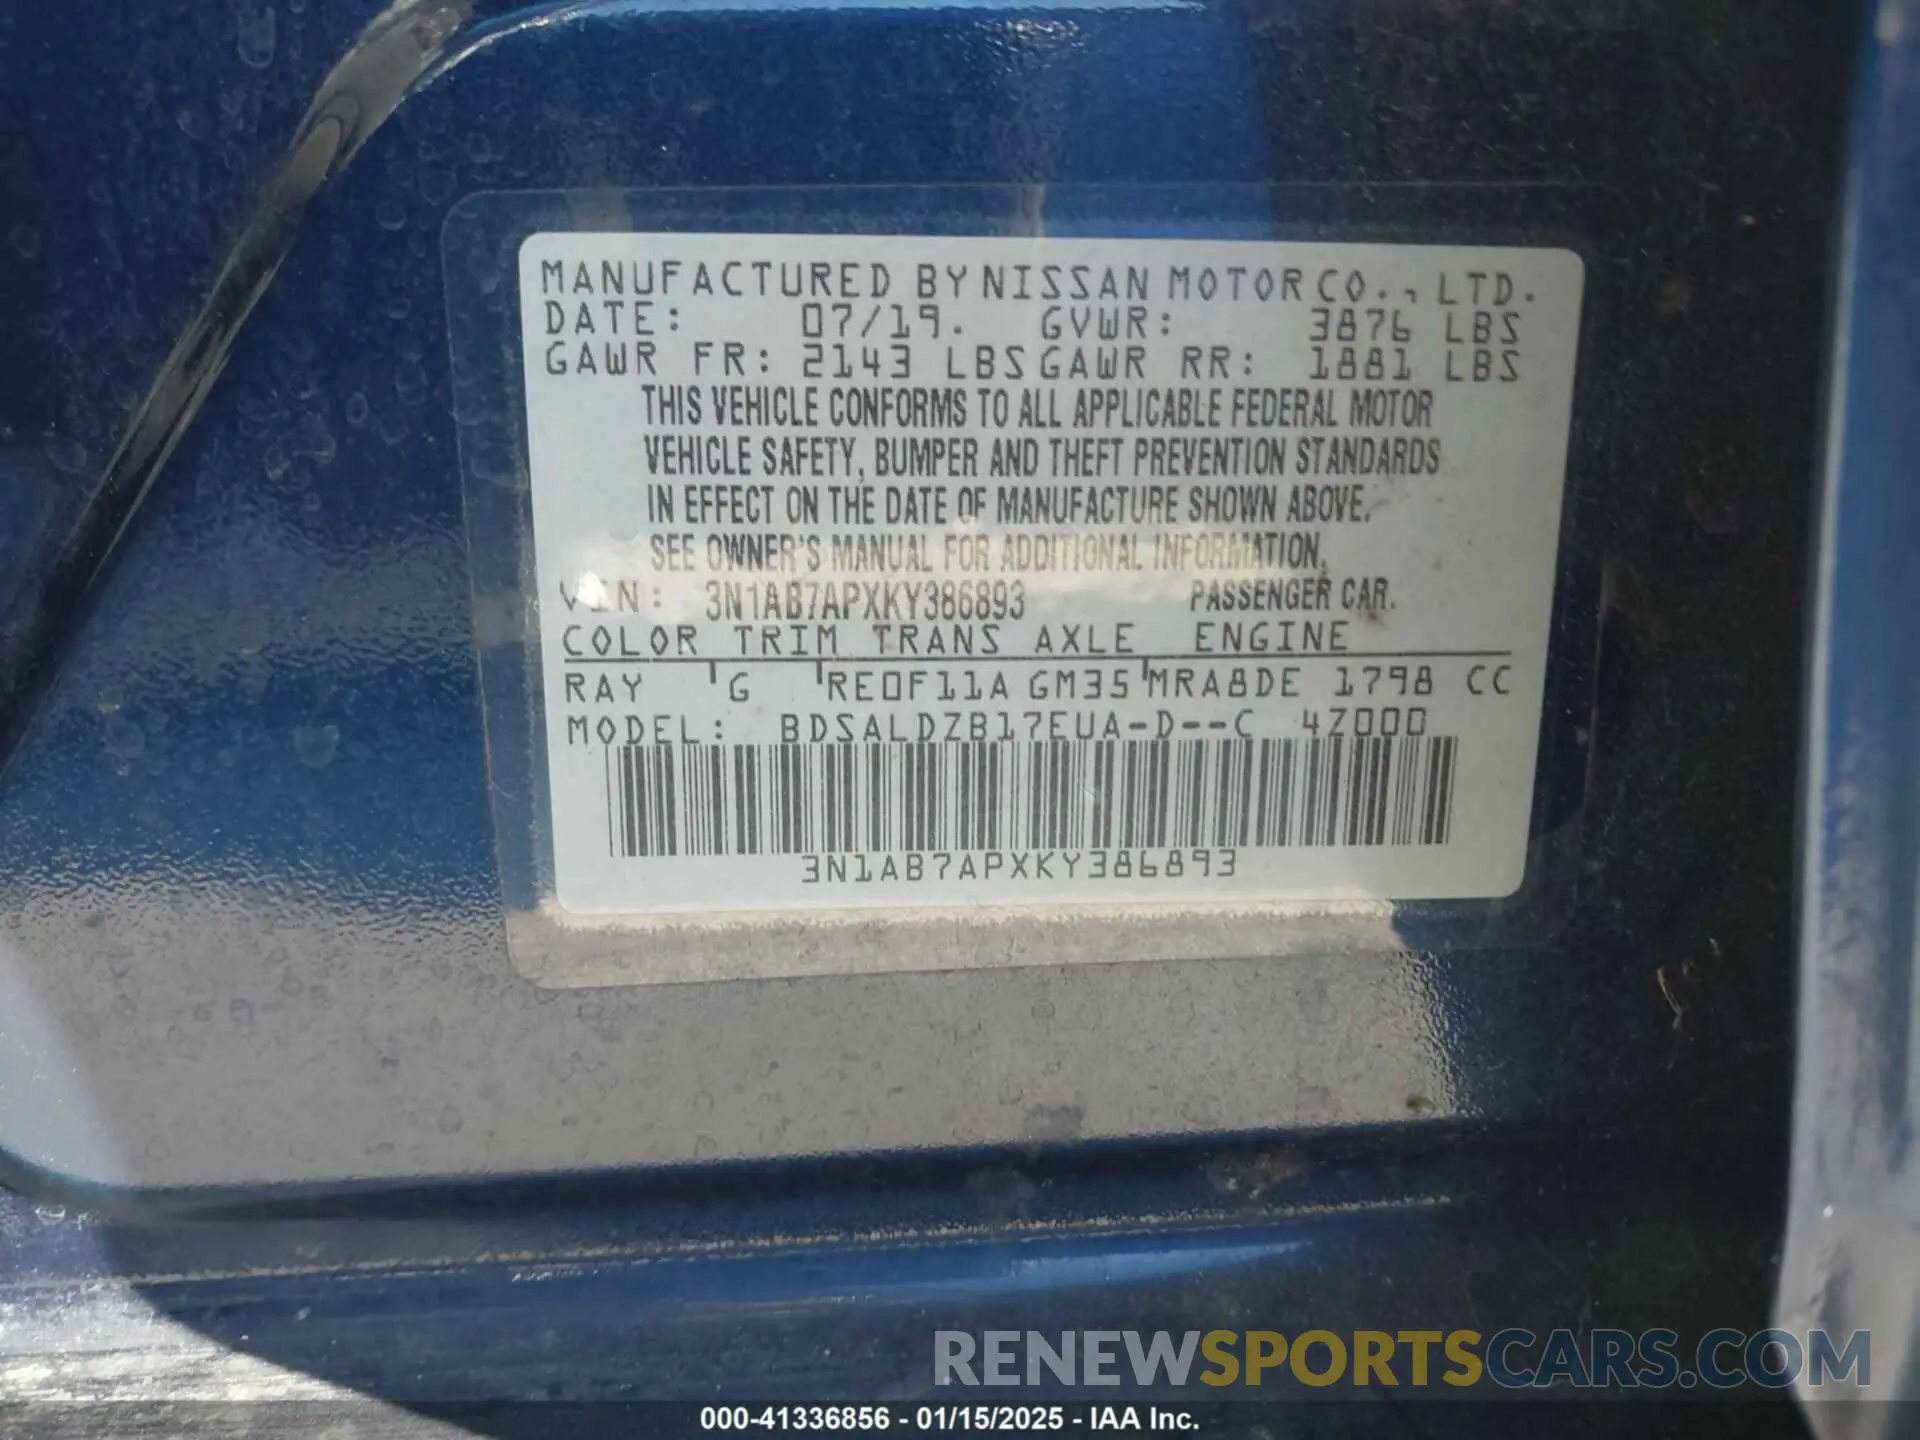 MANUFACTURED BY NISSAN MOTOR CO., LTD.
DATE: 07/19. GVWR: 3876 LBS
GAWR FR: 2143 LBS GAWR RR: 1881 LBS
THIS VEHICLE CONFORMS TO ALL APPLICABLE FEDERAL MOTOR
VEHICLE SAFETY, BUMPER AND THEFT PREVENTION STANDARDS
IN EFFECT ON THE DATE OF MANUFACTURE SHOWN ABOVE.
SEE OWNER'S MANUAL FOR ADDITIONAL INFORMATION.
VIN: 3N1AB7APXKY386893 PASSENGER CAR.
COLOR TRIM TRANS AXLE ENGINE
RAY G RE0F11A GM35 MRA8DE 1798 CC
MODEL: BDSALDZB17EUA-D--C 4Z000
3N1AB7APXKY386893
RENEWSPORTSCARS.COM
000-41336856 - 01/15/2025 - IAA Inc.